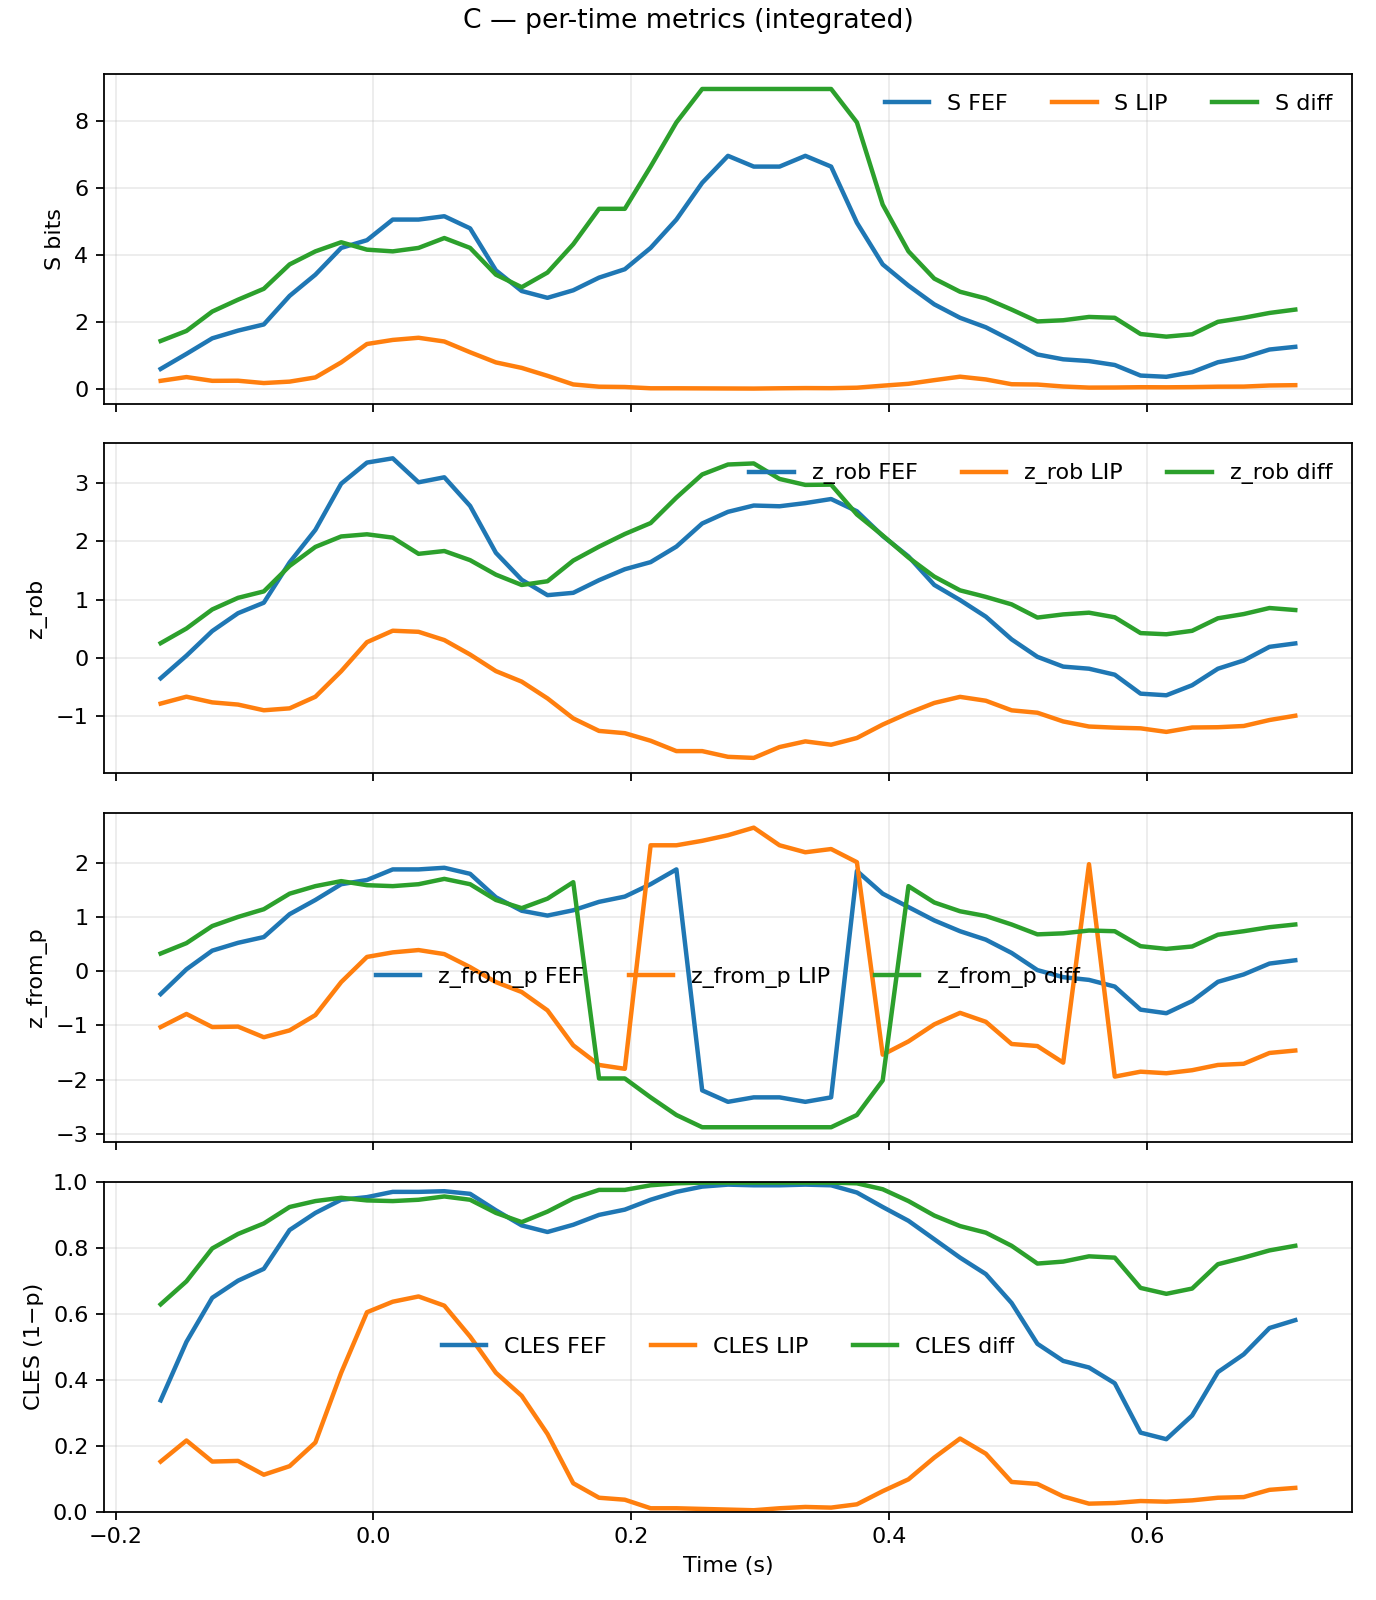 C — per-time metrics (integrated)
S FEF S LIP S diff
8
6
4
2
0
S bits
z_rob FEF z_rob LIP z_rob diff
3
2
1
0
−1
z_rob
2
1
0
−1
−2
−3
z_from_p
z_from_p FEF z_from_p LIP z_from_p diff
1.0
0.8
0.6
0.4
0.2
0.0
CLES (1−p)
CLES FEF CLES LIP CLES diff
−0.2 0.0 0.2 0.4 0.6
Time (s)